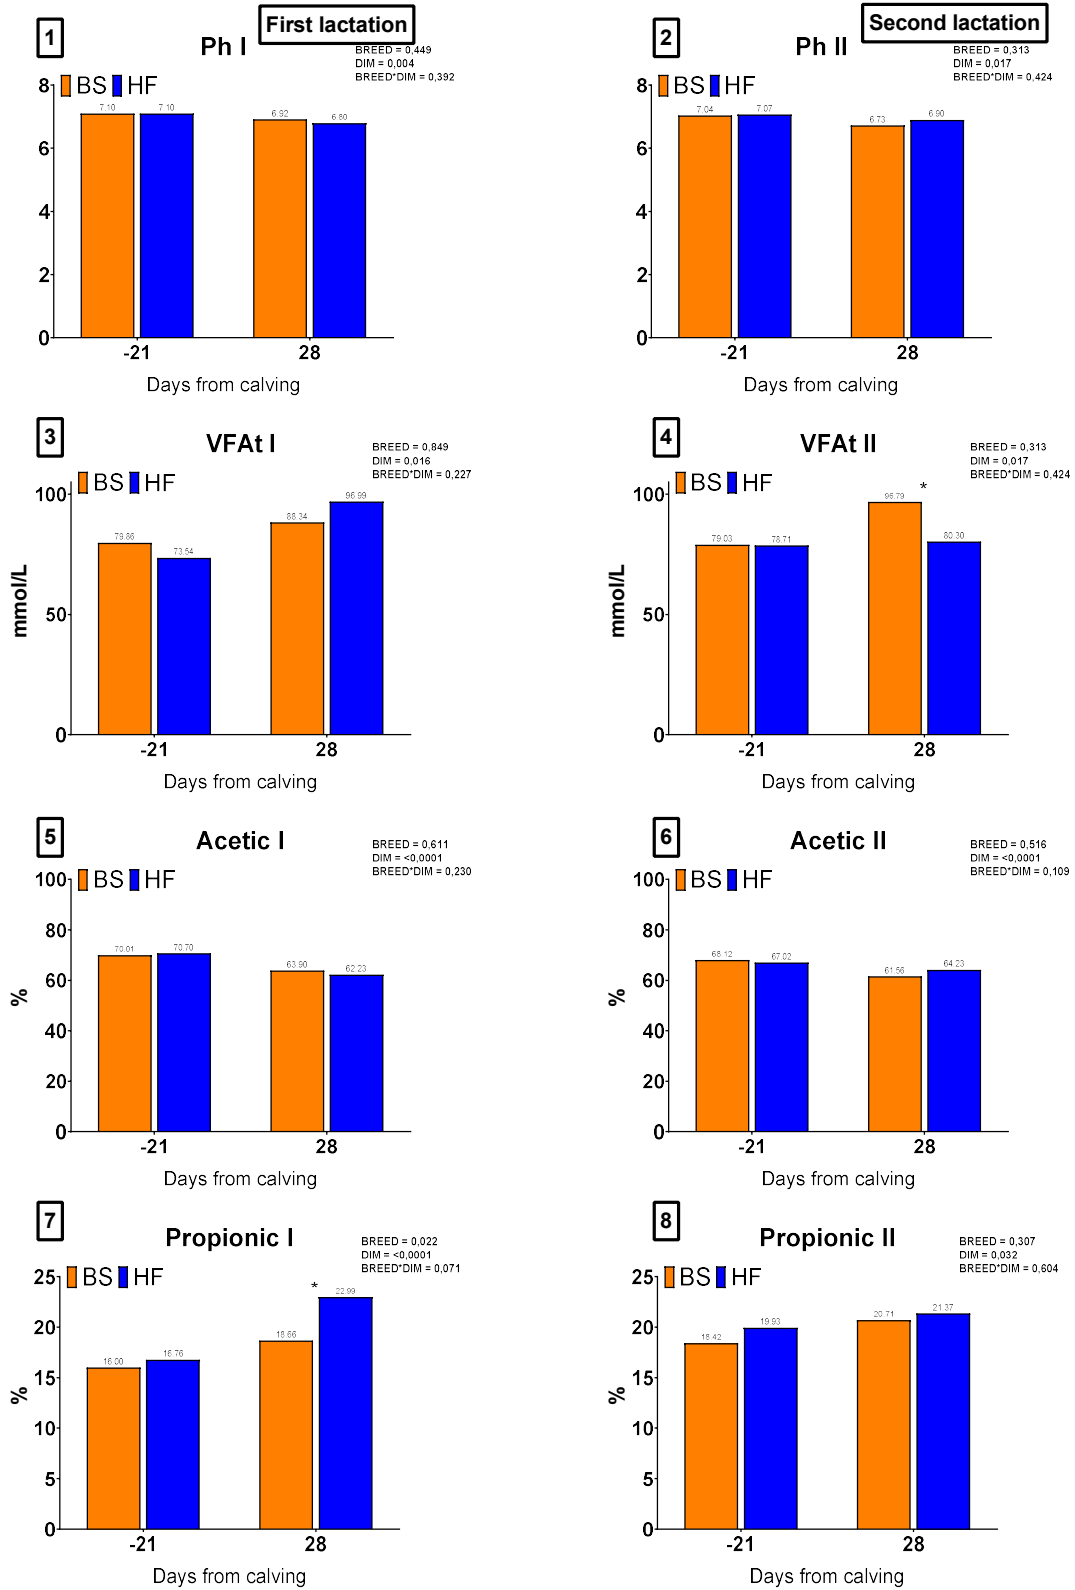 First lactation
Second lactation
1
Ph I
BREED = 0,449
DIM = 0,004
BREED*DIM = 0,392
BS HF
8
6
4
2
0
7.10
7.10
6.92
6.80
-21
28
Days from calving
2
Ph II
BREED = 0,313
DIM = 0,017
BREED*DIM = 0,424
BS HF
8
6
4
2
0
7.04
7.07
6.73
6.90
-21
28
Days from calving
3
VFAt I
BREED = 0,849
DIM = 0,016
BREED*DIM = 0,227
BS HF
mmol/L
100
50
0
79.86
73.54
88.34
96.99
-21
28
Days from calving
4
VFAt II
BREED = 0,313
DIM = 0,017
BREED*DIM = 0,424
BS HF
mmol/L
100
50
0
79.03
78.71
96.79
*
80.30
-21
28
Days from calving
5
Acetic I
BREED = 0,611
DIM = <0,0001
BREED*DIM = 0,230
BS HF
%
100
80
60
40
20
0
70.01
70.70
63.90
62.23
-21
28
Days from calving
6
Acetic II
BREED = 0,516
DIM = <0,0001
BREED*DIM = 0,109
BS HF
%
100
80
60
40
20
0
68.12
67.02
61.56
64.23
-21
28
Days from calving
7
Propionic I
BREED = 0,022
DIM = <0,0001
BREED*DIM = 0,071
BS HF
%
25
20
15
10
5
0
16.00
16.76
18.66
*
22.99
-21
28
Days from calving
8
Propionic II
BREED = 0,307
DIM = 0,032
BREED*DIM = 0,604
BS HF
%
25
20
15
10
5
0
18.42
19.93
20.71
21.37
-21
28
Days from calving